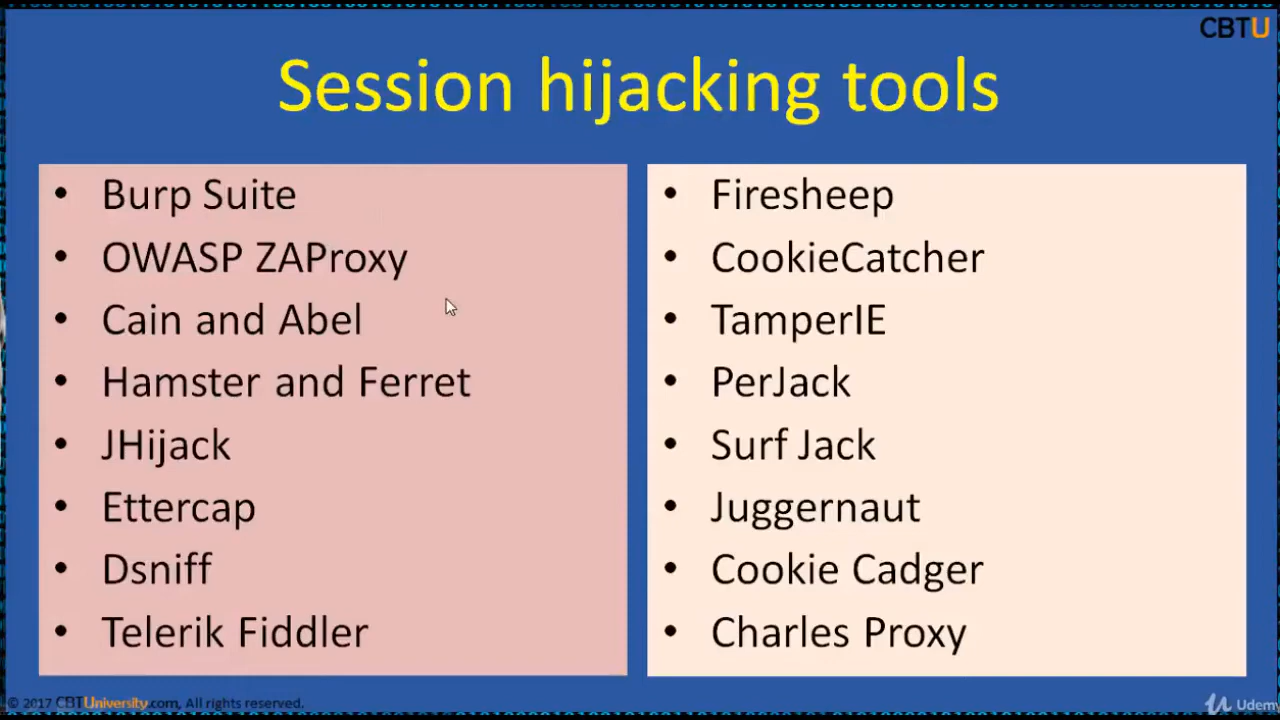 CBTU
Session hijacking tools
• Burp Suite
• OWASP ZAProxy
• Cain and Abel
• Hamster and Ferret
• JHijack
• Ettercap
• Dsniff
• Telerik Fiddler
• Firesheep
• CookieCatcher
• TamperIE
• PerJack
• Surf Jack
• Juggernaut
• Cookie Cadger
• Charles Proxy
© 2017 CBTUniversity.com, All rights reserved.
Udemy